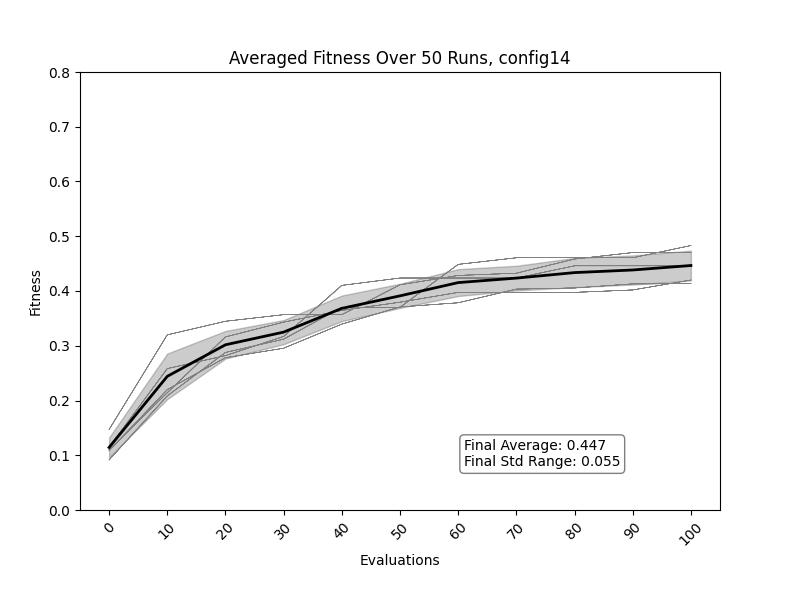 Averaged Fitness Over 50 Runs, config14
0.8
0.7
0.6
0.5
0.4
0.3
0.2
0.1
0.0
Fitness
Final Average: 0.447
Final Std Range: 0.055
0 10 20 30 40 50 60 70 80 90 100
Evaluations